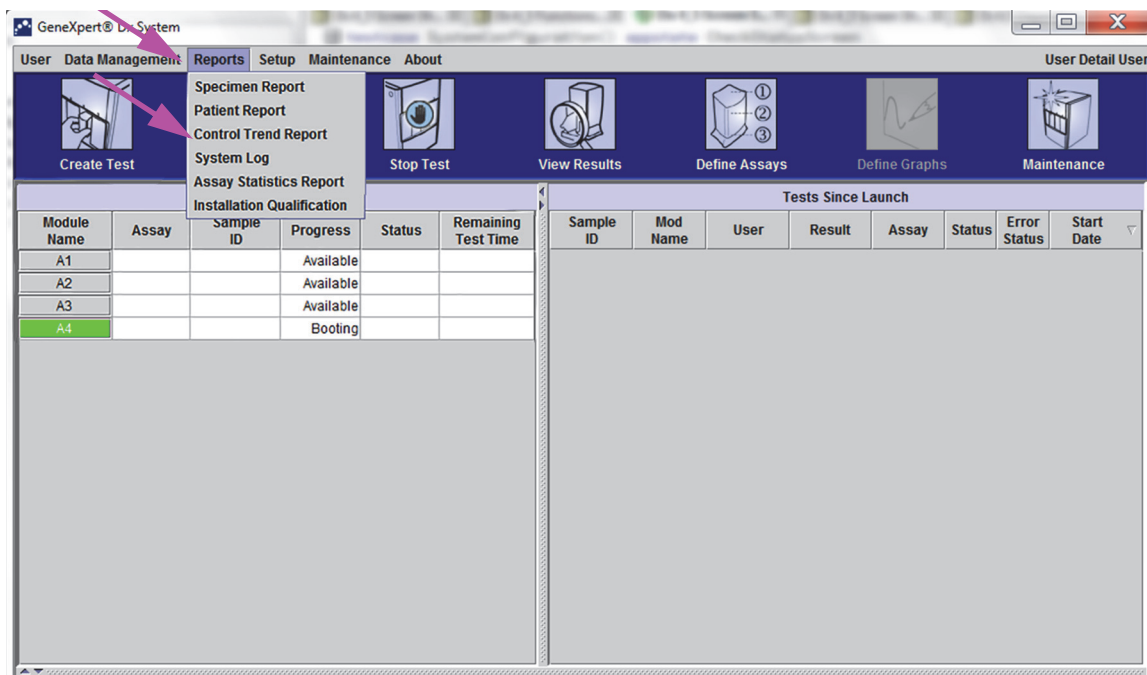 GeneXpert® Dx System
User Data Management Reports Setup Maintenance About User Detail User
Specimen Report
Patient Report
Control Trend Report
System Log
Assay Statistics Report
Installation Qualification
Create Test Stop Test View Results Define Assays Define Graphs Maintenance
Tests Since Launch
Module Name Assay Sample ID Progress Status Remaining Test Time
Sample ID Mod Name User Result Assay Status Error Status Start Date
A1 Available
A2 Available
A3 Available
A4 Booting